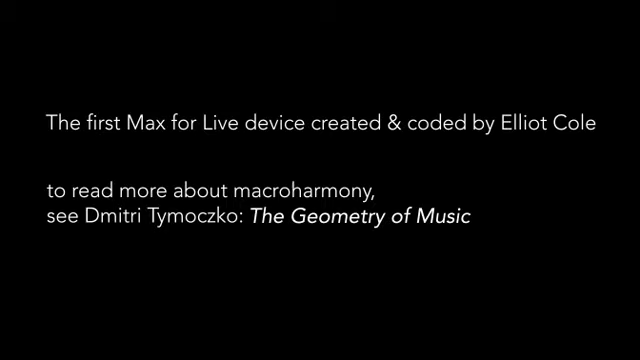 The first Max for Live device created & coded by Elliot Cole
to read more about macroharmony,
see Dmitri Tymoczko: The Geometry of Music